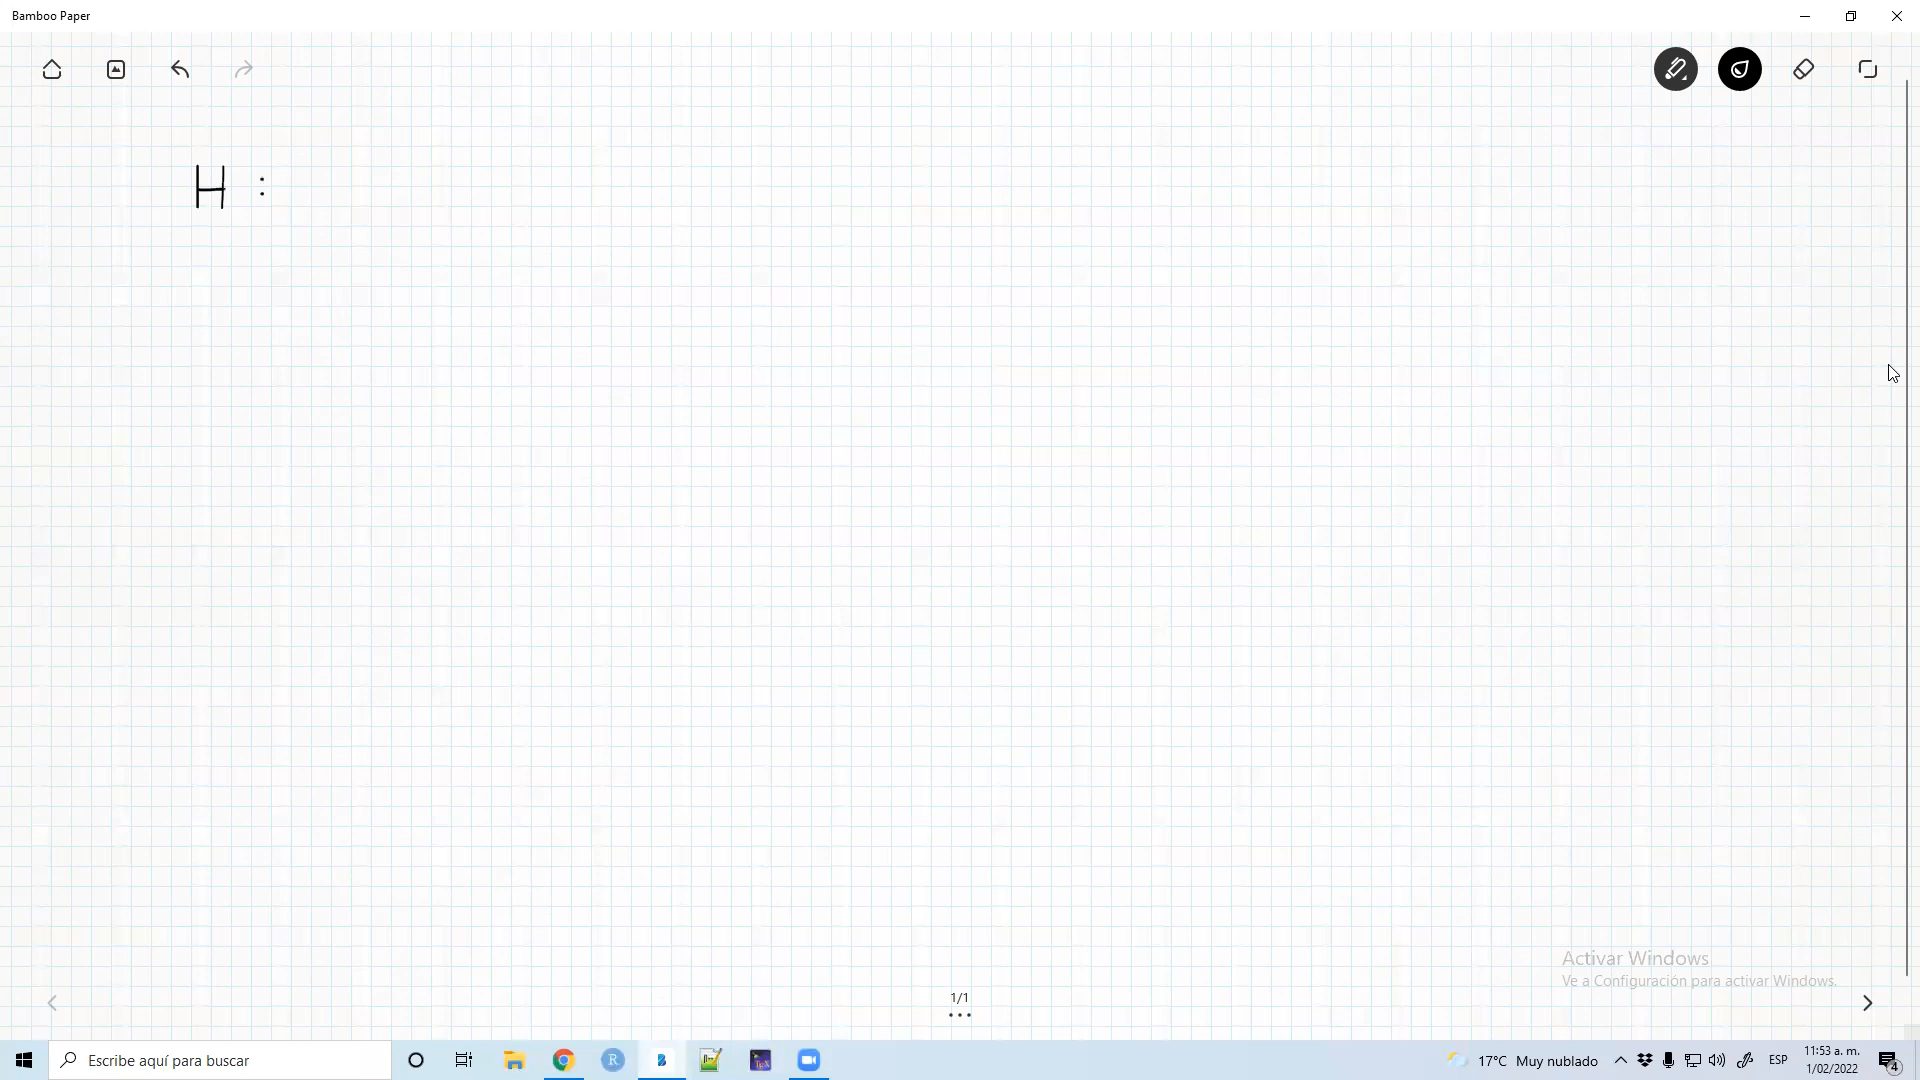 Bamboo Paper
H :
Activar Windows
Ve a Configuración para activar Windows.
1/1
Escribe aquí para buscar
17°C Muy nublado
ESP
11:53 a. m.
1/02/2022
4